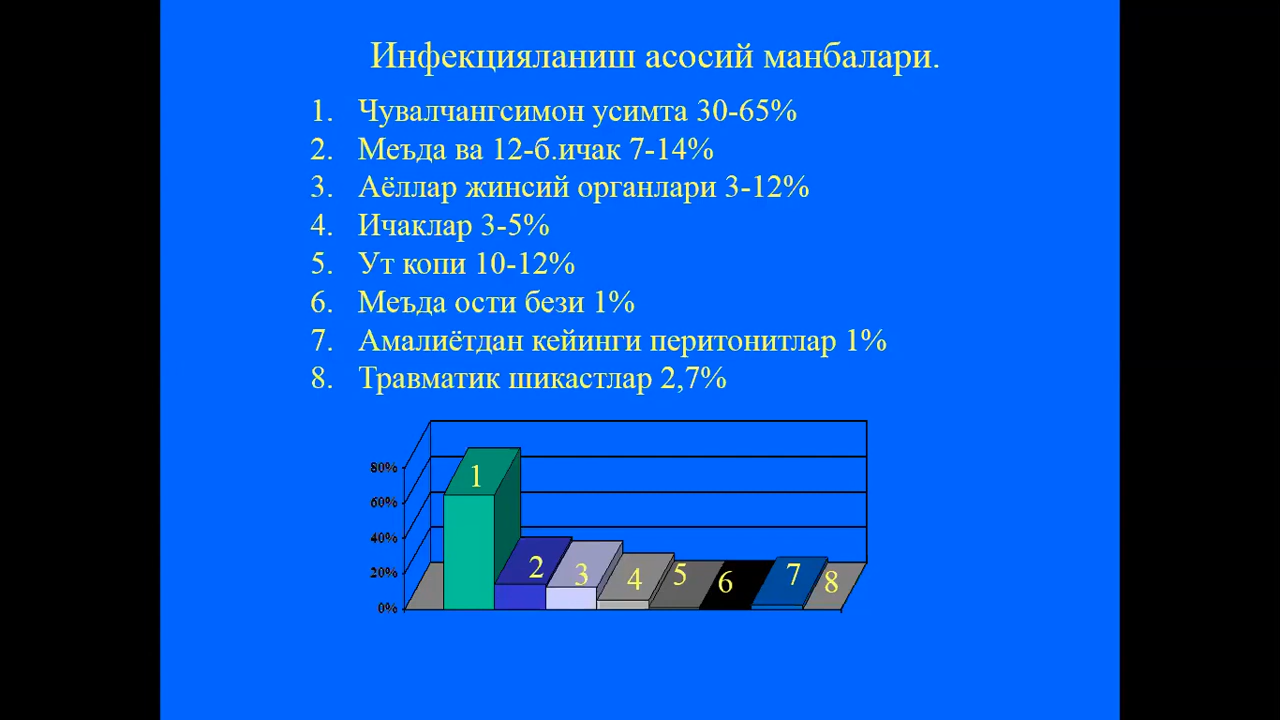 Инфекцияланиш асосий манбалари.
1. Чувалчангсимон усимта 30-65%
2. Меъда ва 12-б.ичак 7-14%
3. Аёллар жинсий органлари 3-12%
4. Ичаклар 3-5%
5. Ут копи 10-12%
6. Меъда ости бези 1%
7. Амалиётдан кейинги перитонитлар 1%
8. Травматик шикастлар 2,7%
80%
60%
40%
20%
0%
1
2
3
4
5
6
7
8